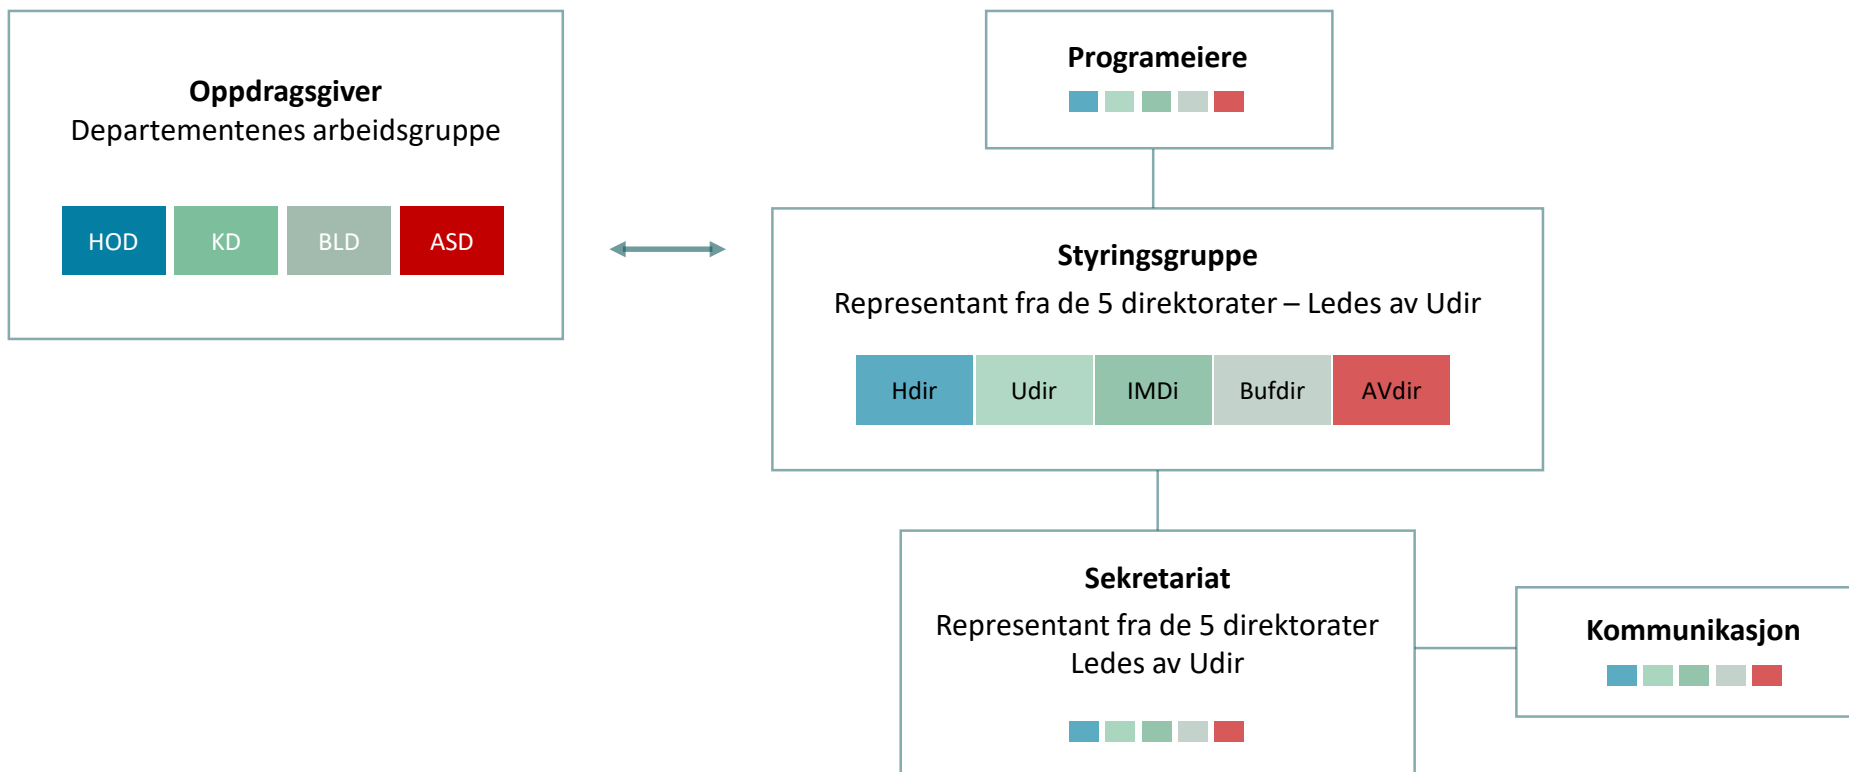 Oppdragsgiver
Departementenes arbeidsgruppe
HOD
KD
BLD
ASD
Programeiere
Styringsgruppe
Representant fra de 5 direktorater – Ledes av Udir
Hdir
Udir
IMDi
Bufdir
AVdir
Sekretariat
Representant fra de 5 direktorater
Ledes av Udir
Kommunikasjon